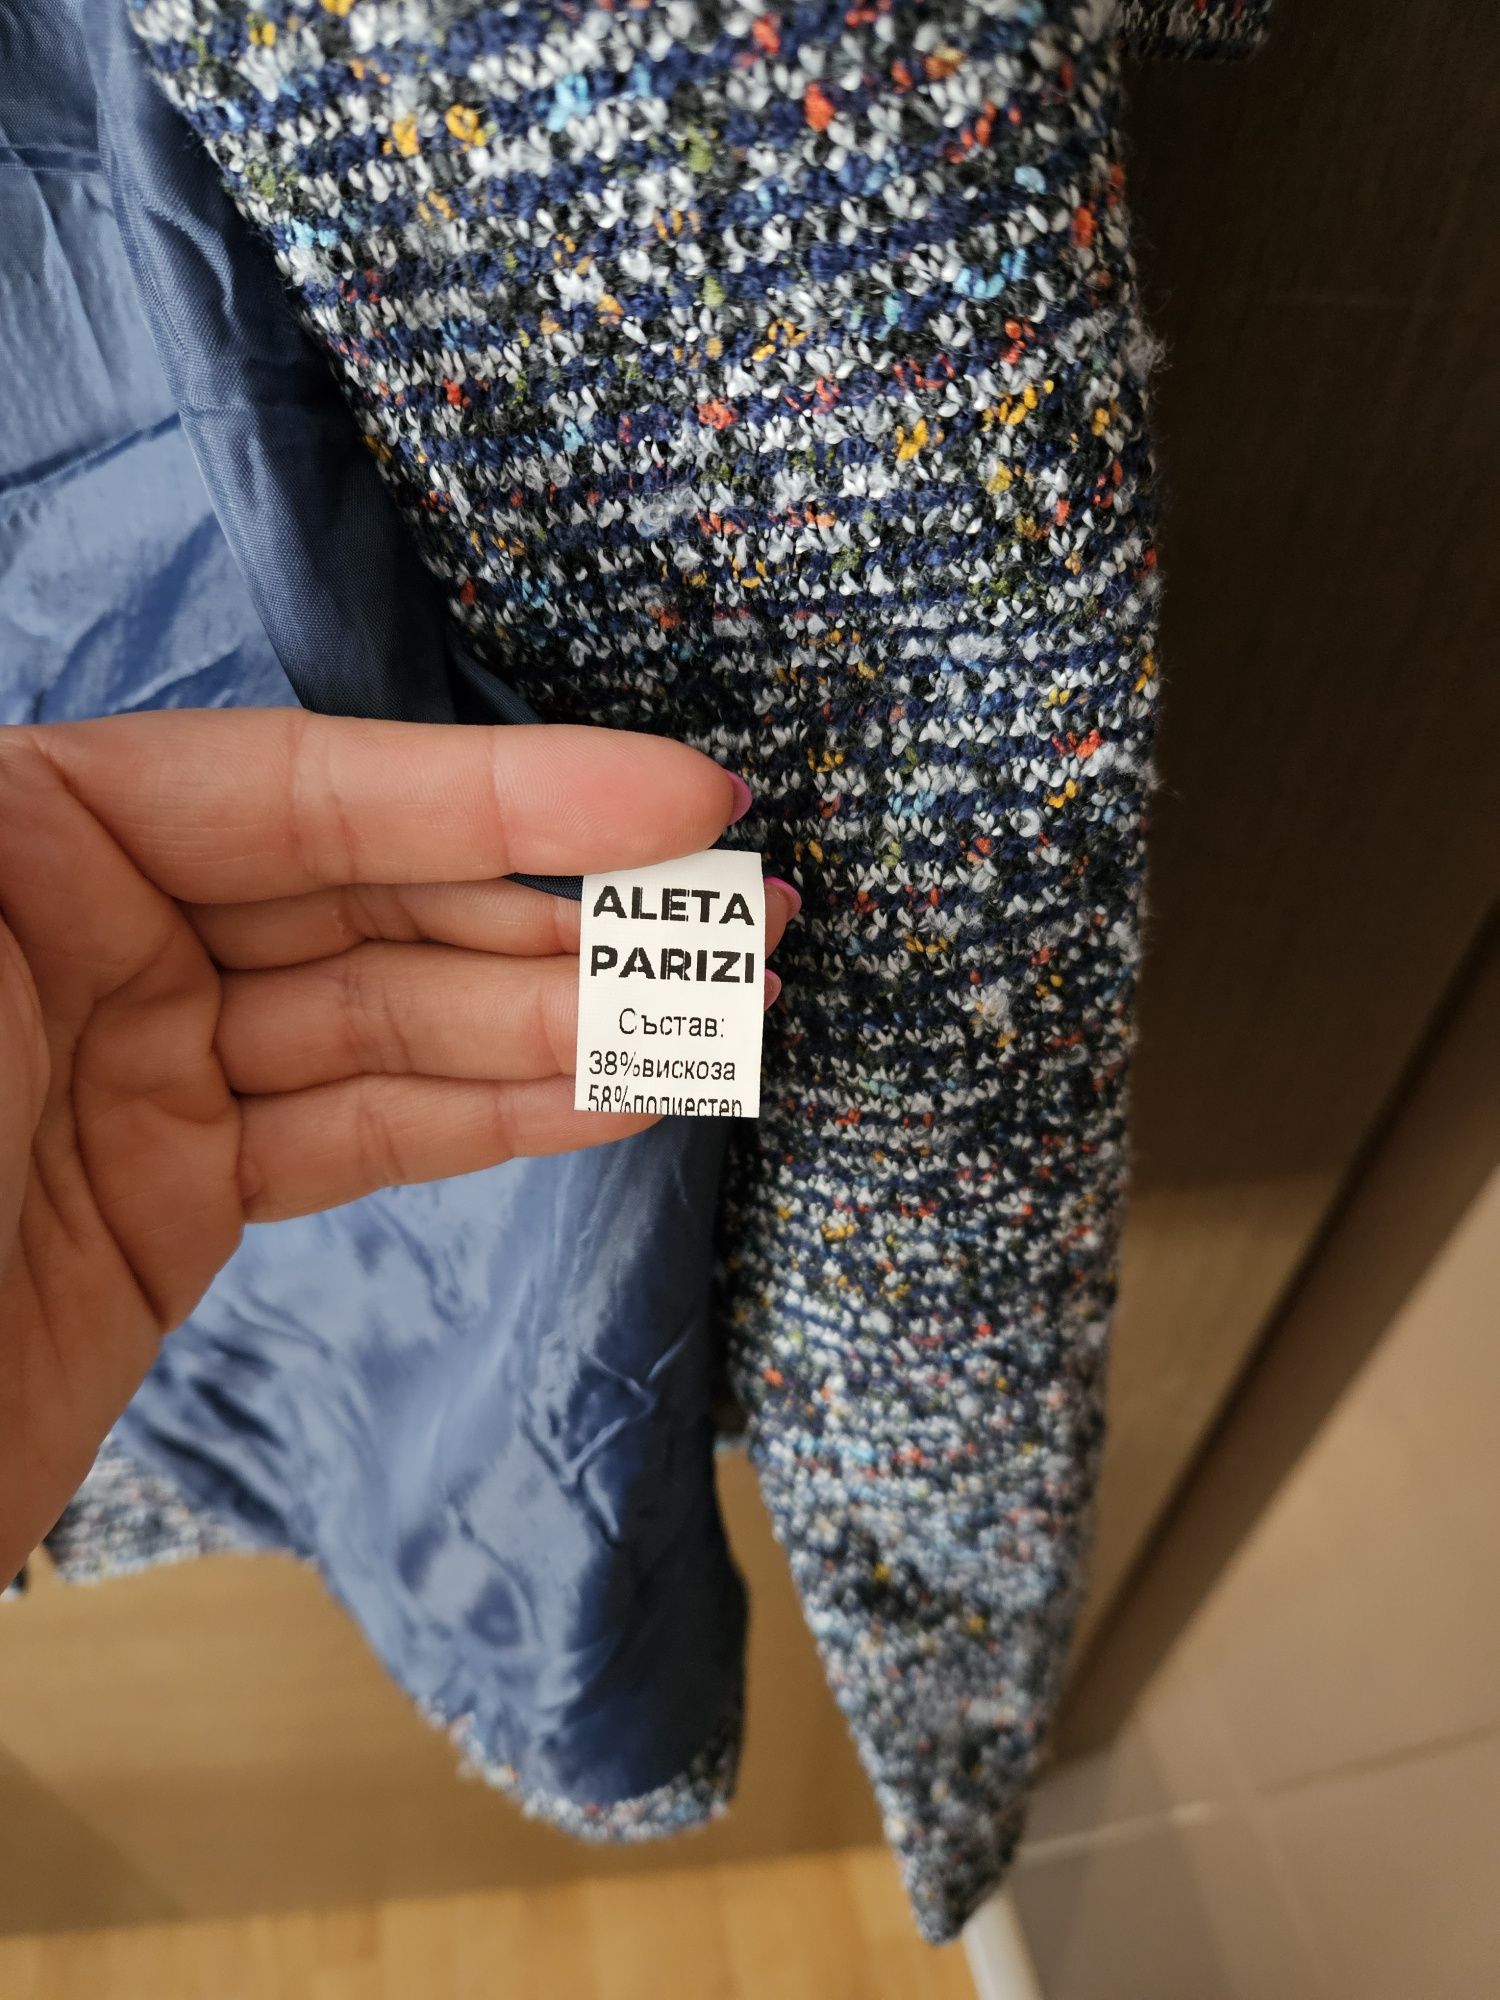 ALETA
PARIZI
Състав:
38%вискоза
58%полиестер